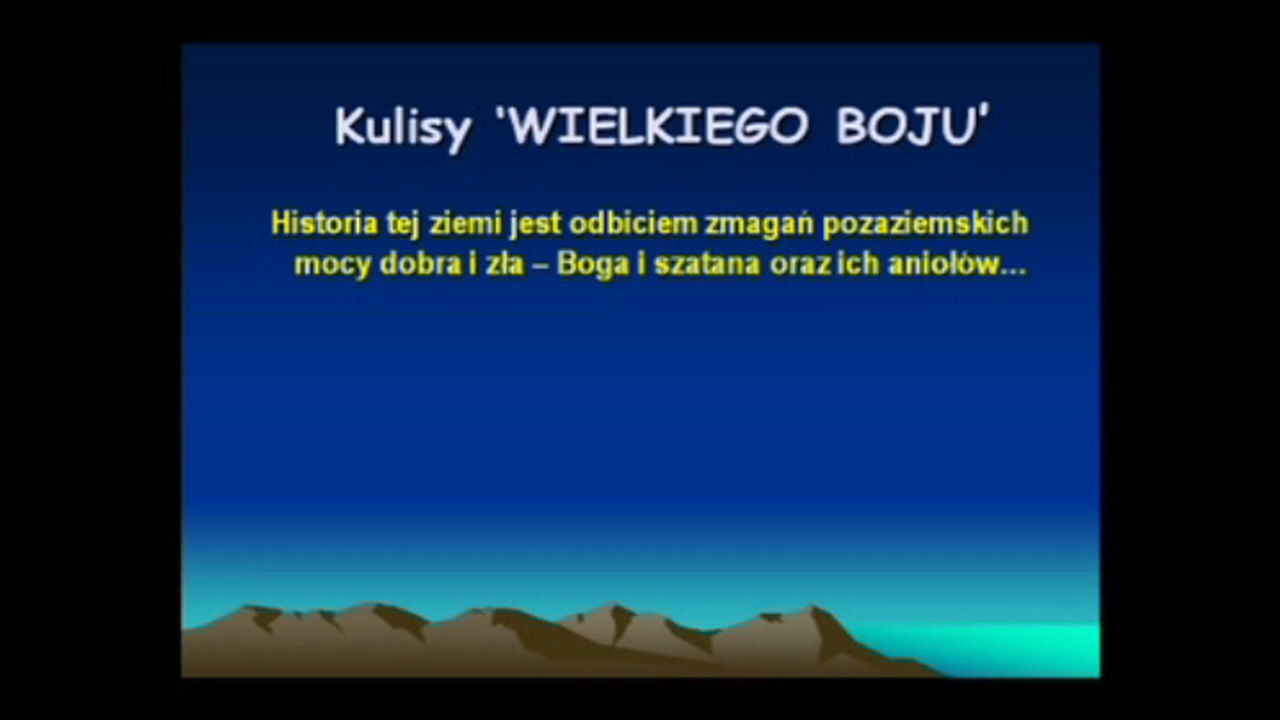 Kulisy ‘WIELKIEGO BOJU’
Historia tej ziemi jest odbiciem zmagań pozaziemskich
mocy dobra i zła – Boga i szatana oraz ich aniołów...